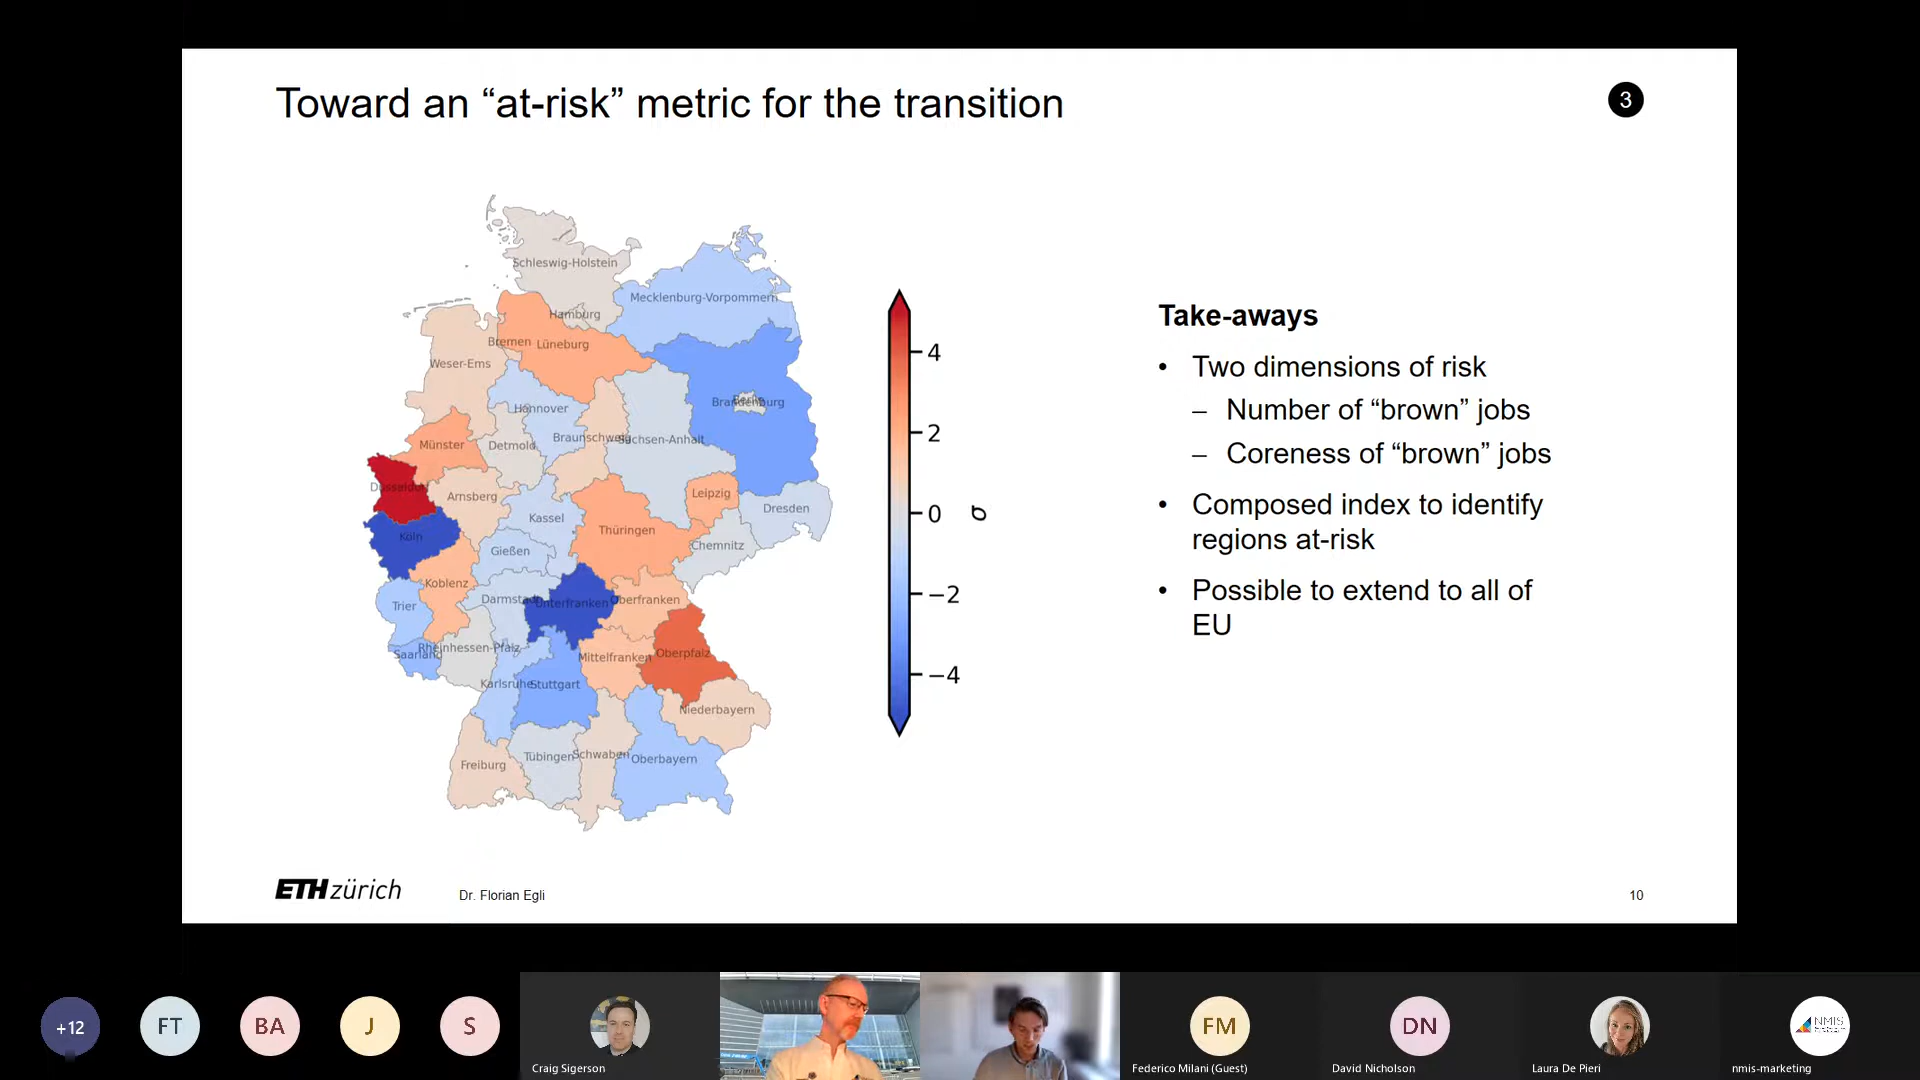 Toward an “at-risk” metric for the transition
3
Schleswig-Holstein
Mecklenburg-Vorpommern
Hamburg
Bremen
Lüneburg
Weser-Ems
Berlin
Brandenburg
Hannover
Braunschweig
Sachsen-Anhalt
Münster
Detmold
Düsseldorf
Arnsberg
Leipzig
Dresden
Kassel
Thüringen
Köln
Chemnitz
Gießen
Koblenz
Trier
Darmstadt
Unterfranken
Oberfranken
Saarland
Rheinhessen-Pfalz
Mittelfranken
Oberpfalz
Karlsruhe
Stuttgart
Niederbayern
Freiburg
Tübingen
Schwaben
Oberbayern
4
2
0
−2
−4
σ
Take-aways
• Two dimensions of risk
– Number of “brown” jobs
– Coreness of “brown” jobs
• Composed index to identify
regions at-risk
• Possible to extend to all of
EU
ETH zürich
Dr. Florian Egli
10
+12
FT
BA
J
S
FM
DN
NMIS
Craig Sigerson
Federico Milani (Guest)
David Nicholson
Laura De Pieri
nmis-marketing